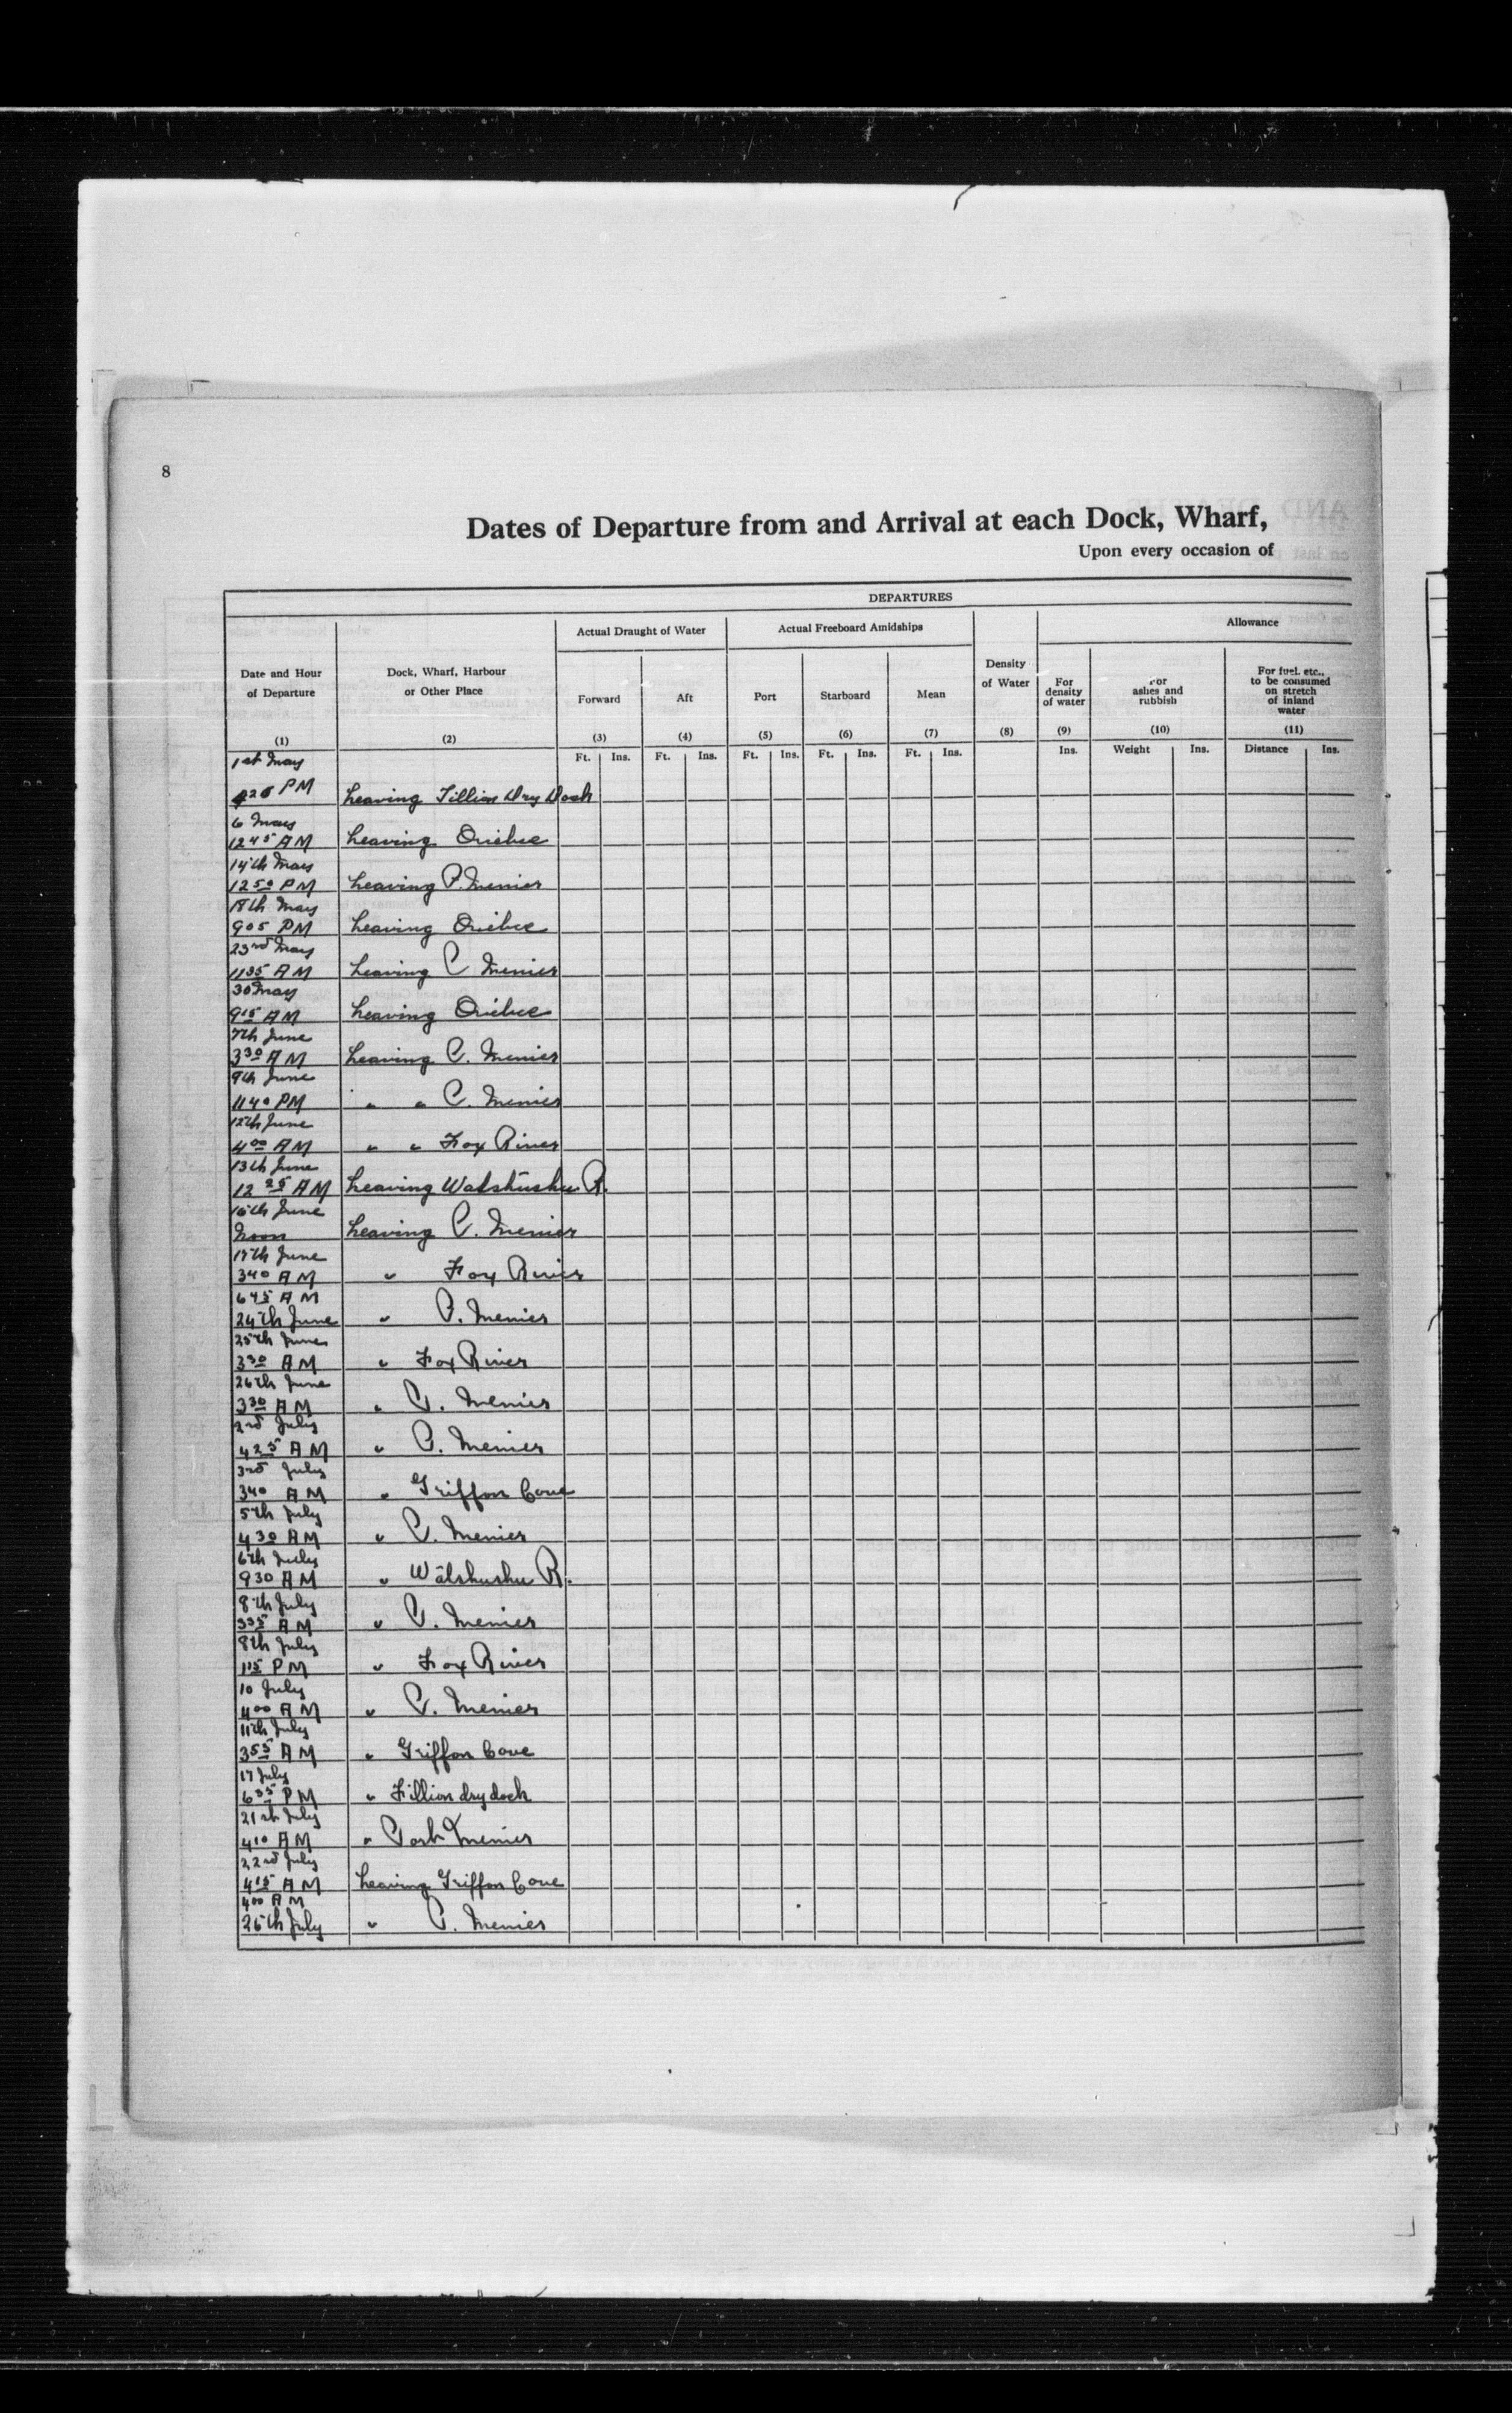 8
Dates of Departure from and Arrival at each Dock, Wharf,
Upon every occasion of
DEPARTURES
Actual Draught of Water Actual Freeboard Amidships Allowance
Date and Hour of Departure Dock, Wharf, Harbour or Other Place Forward Aft Port Starboard Mean Density of Water For density of water For ashes and rubbish For fuel, etc., to be consumed on stretch of inland water
(1) (2) (3) (4) (5) (6) (7) (8) (9) (10) (11)
Ft. Ins. Ft. Ins. Ft. Ins. Ft. Ins. Ft. Ins. Ins. Weight Ins. Distance Ins.
1st May
PM Leaving Fillion Dry Dock
6 May
12 45 AM Leaving Quebec
14th May
12 50 PM Leaving P. Menier
18th May
9 05 PM Leaving Quebec
23rd May
11 35 AM Leaving P Menier
30 May
9 15 AM Leaving Quebec
7th June
3 30 AM Leaving P. Menier
9th June
11 40 PM " " P. Menier
12th June
4 00 AM " " Fox River
13th June
12 25 AM Leaving Watshushu R.
16th June
Noon Leaving P. Menier
17th June
3 40 AM " Fox River
6 45 AM
24th June " P. Menier
25th June
3 30 AM " Fox River
26th June
3 30 AM " P. Menier
2nd July
4 25 AM " P. Menier
3rd July
3 40 AM " Griffon Cove
5th July
4 30 AM " P. Menier
6th July
9 30 AM " Watshushu R.
8th July
3 35 AM " P. Menier
8th July
1 15 PM " Fox River
10 July
4 00 AM " P. Menier
11th July
3 55 AM " Griffon Cove
17 July
6 35 PM " Fillion dry dock
21st July
4 10 AM " Port Menier
22nd July
4 15 AM Leaving Griffon Cove
4 00 AM
26th July " P. Menier